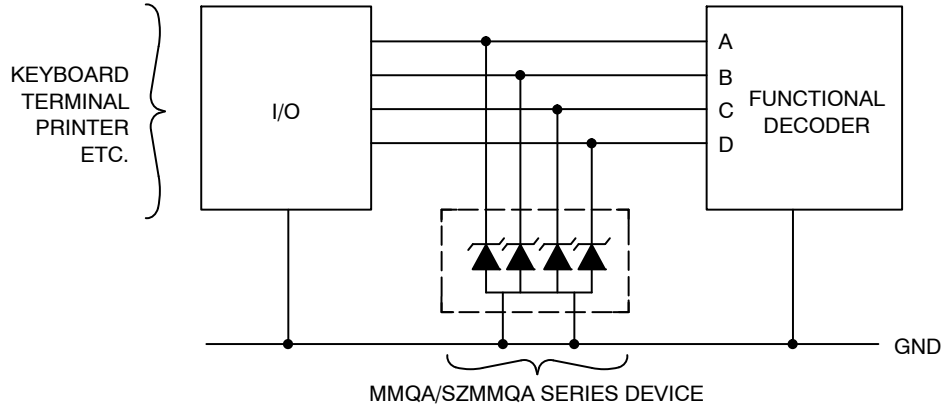 KEYBOARD
TERMINAL
PRINTER
ETC.
I/O
A
B
C
D
FUNCTIONAL
DECODER
GND
MMQA/SZMMQA SERIES DEVICE